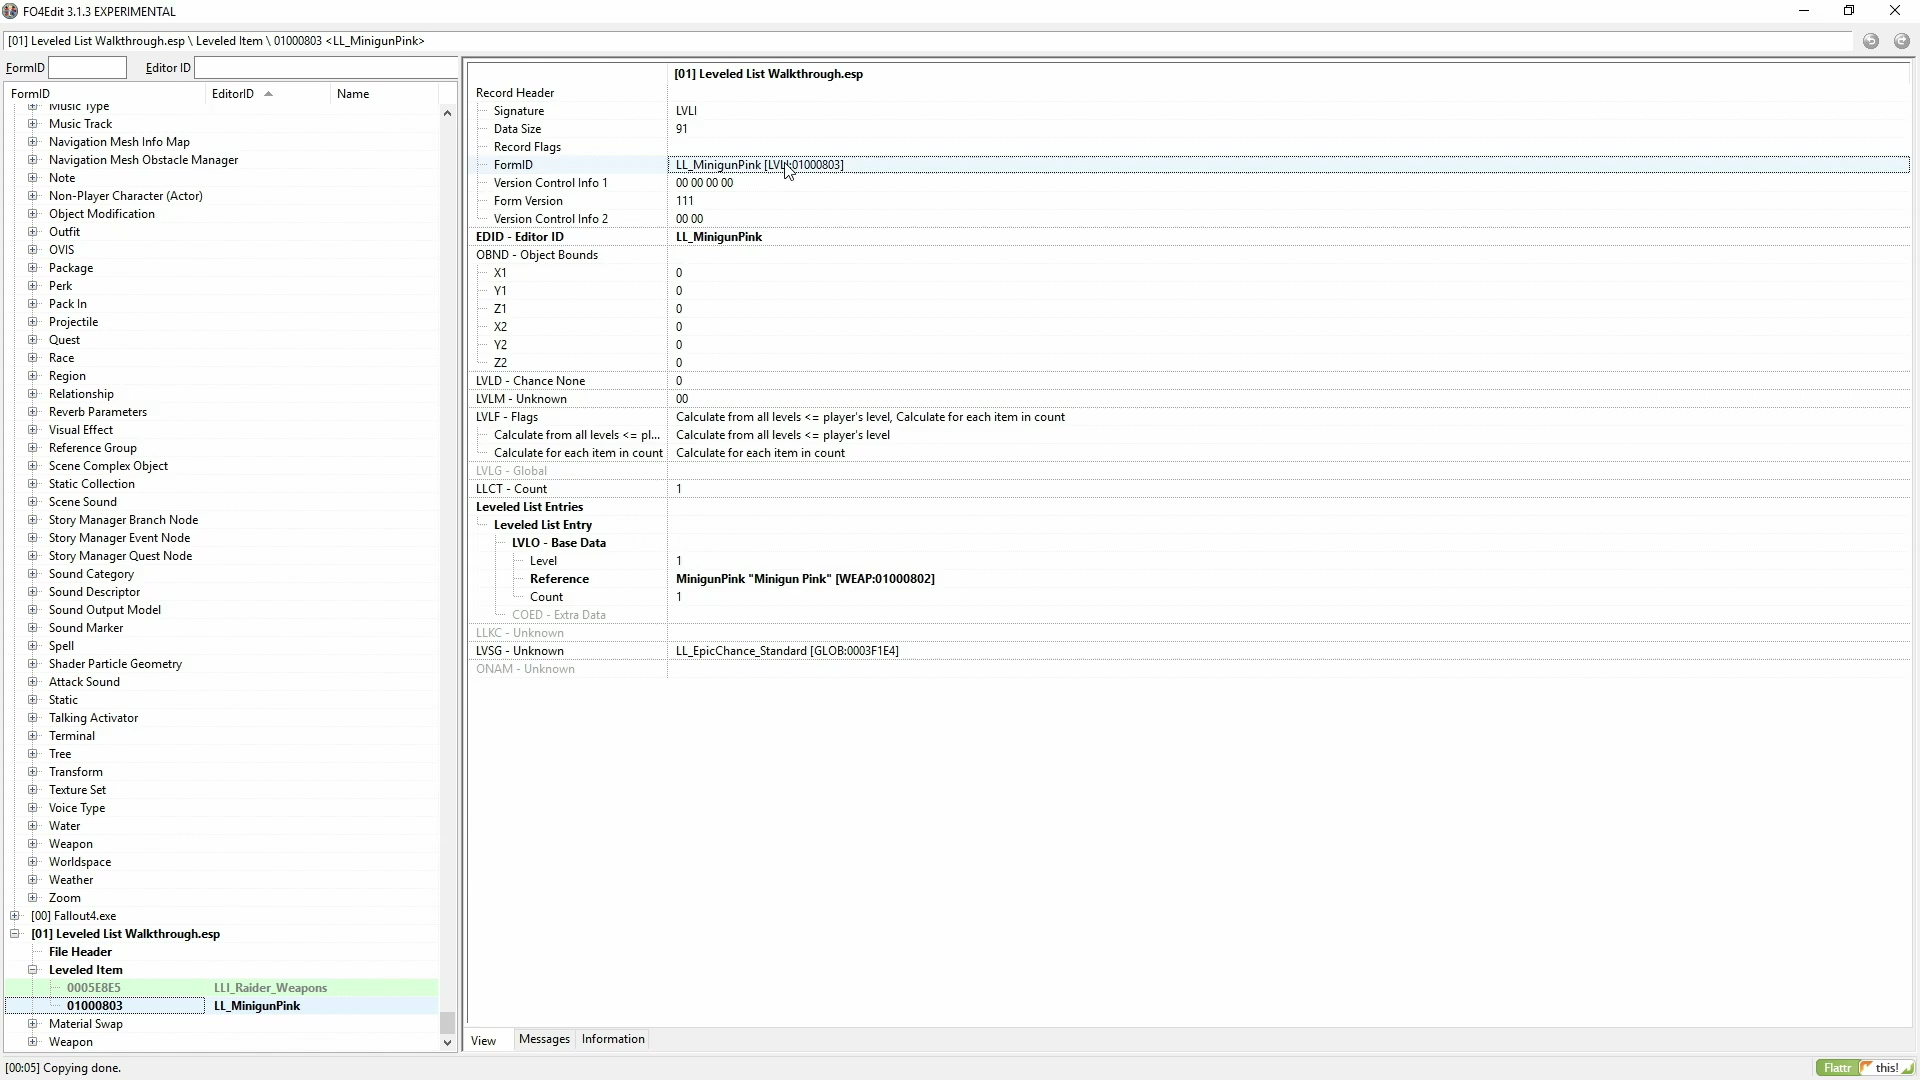 FO4Edit 3.1.3 EXPERIMENTAL
[01] Leveled List Walkthrough.esp \ Leveled Item \ 01000803 <LL_MinigunPink>
FormID
Editor ID
FormID EditorID Name
Music Type
Music Track
Navigation Mesh Info Map
Navigation Mesh Obstacle Manager
Note
Non-Player Character (Actor)
Object Modification
Outfit
OVIS
Package
Perk
Pack In
Projectile
Quest
Race
Region
Relationship
Reverb Parameters
Visual Effect
Reference Group
Scene Complex Object
Static Collection
Scene Sound
Story Manager Branch Node
Story Manager Event Node
Story Manager Quest Node
Sound Category
Sound Descriptor
Sound Output Model
Sound Marker
Spell
Shader Particle Geometry
Attack Sound
Static
Talking Activator
Terminal
Tree
Transform
Texture Set
Voice Type
Water
Weapon
Worldspace
Weather
Zoom
[00] Fallout4.exe
[01] Leveled List Walkthrough.esp
File Header
Leveled Item
0005E8E5 LLI_Raider_Weapons
01000803 LL_MinigunPink
Material Swap
Weapon
[01] Leveled List Walkthrough.esp
Record Header
Signature LVLI
Data Size 91
Record Flags
FormID LL_MinigunPink [LVLI:01000803]
Version Control Info 1 00 00 00 00
Form Version 111
Version Control Info 2 00 00
EDID - Editor ID LL_MinigunPink
OBND - Object Bounds
X1 0
Y1 0
Z1 0
X2 0
Y2 0
Z2 0
LVLD - Chance None 0
LVLM - Unknown 00
LVLF - Flags Calculate from all levels <= player's level, Calculate for each item in count
Calculate from all levels <= pl... Calculate from all levels <= player's level
Calculate for each item in count Calculate for each item in count
LVLG - Global
LLCT - Count 1
Leveled List Entries
Leveled List Entry
LVLO - Base Data
Level 1
Reference MinigunPink "Minigun Pink" [WEAP:01000802]
Count 1
COED - Extra Data
LLKC - Unknown
LVSG - Unknown LL_EpicChance_Standard [GLOB:0003F1E4]
ONAM - Unknown
View Messages Information
[00:05] Copying done.
Flattr this!